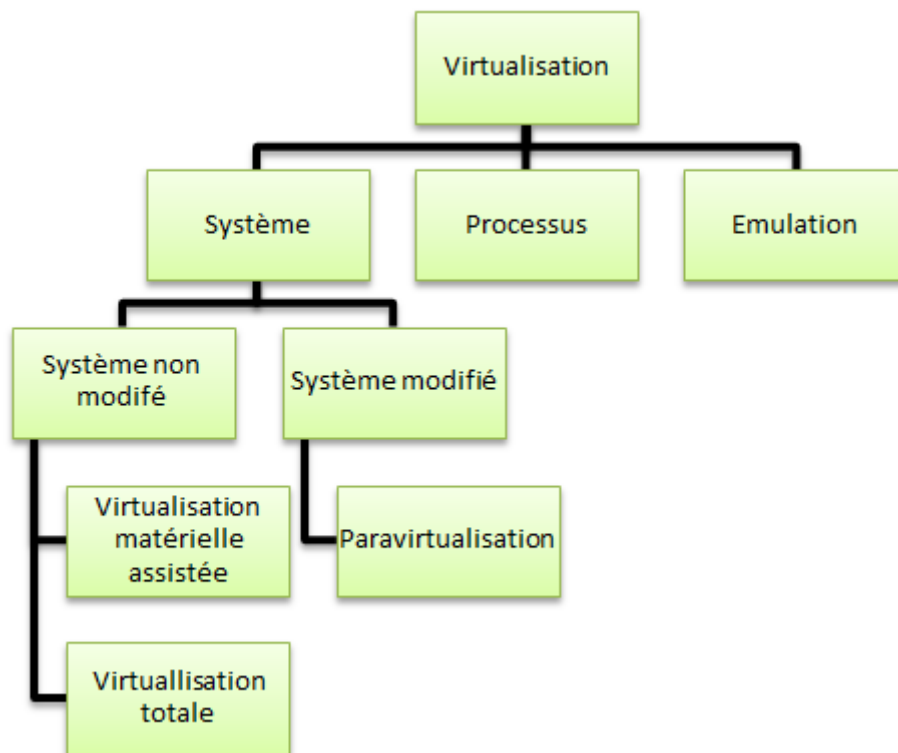 Virtualisation
Système
Processus
Emulation
Système non
modifé
Système modifié
Virtualisation
matérielle
assistée
Paravirtualisation
Virtuallisation
totale